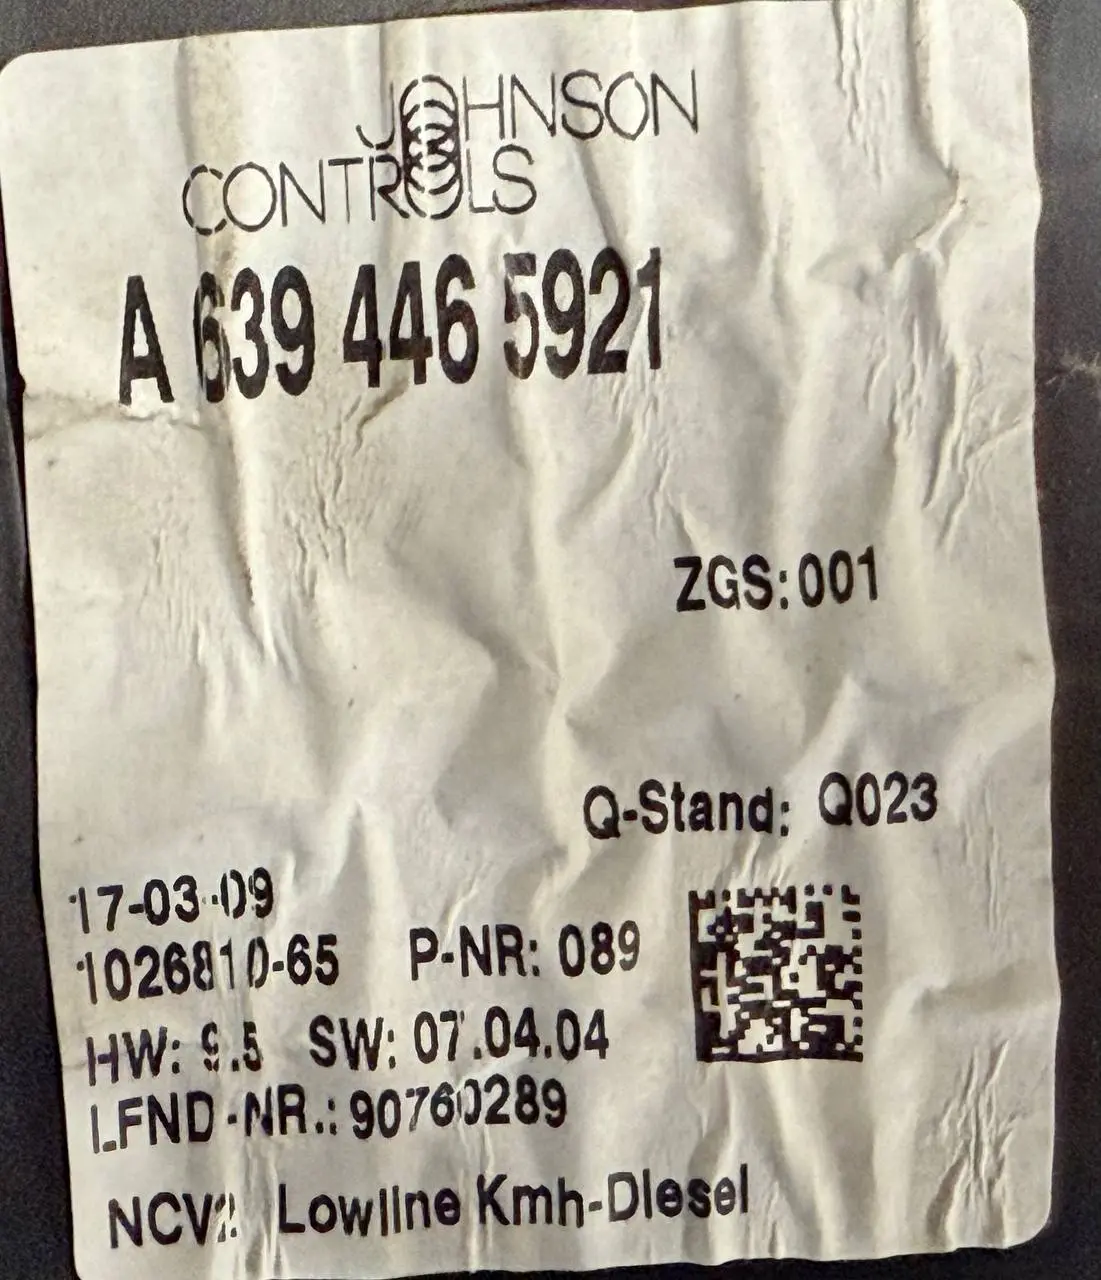 JOHNSON
CONTROLS
A 639 446 5921
ZGS:001
Q-Stand: Q023
17-03-09
1026810-65 P-NR: 089
HW: 9.5 SW: 07.04.04
LFND-NR.: 90760289
NCV2 Lowline Kmh-Diesel